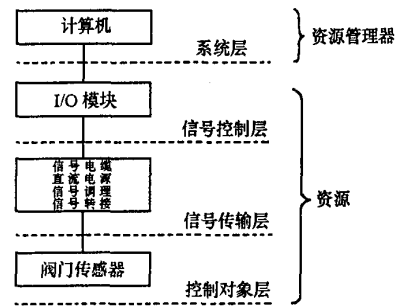 计算机
系统层
资源管理器
I/O 模块
信号控制层
信号电缆
直流电源
信号调理
信号转接
资源
信号传输层
阀门传感器
控制对象层